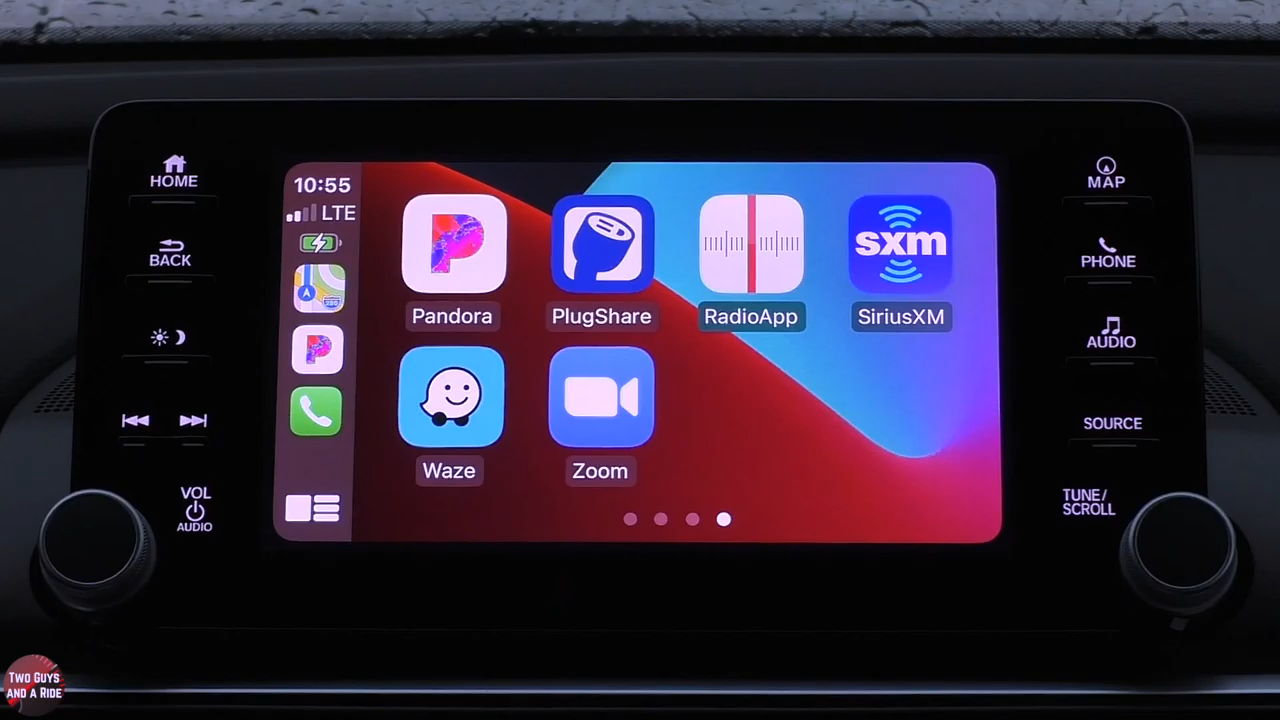 HOME
BACK
VOL
AUDIO
10:55
LTE
P
P
sxm
Pandora
PlugShare
RadioApp
SiriusXM
Waze
Zoom
MAP
PHONE
AUDIO
SOURCE
TUNE/
SCROLL
TWO GUYS
AND A RIDE